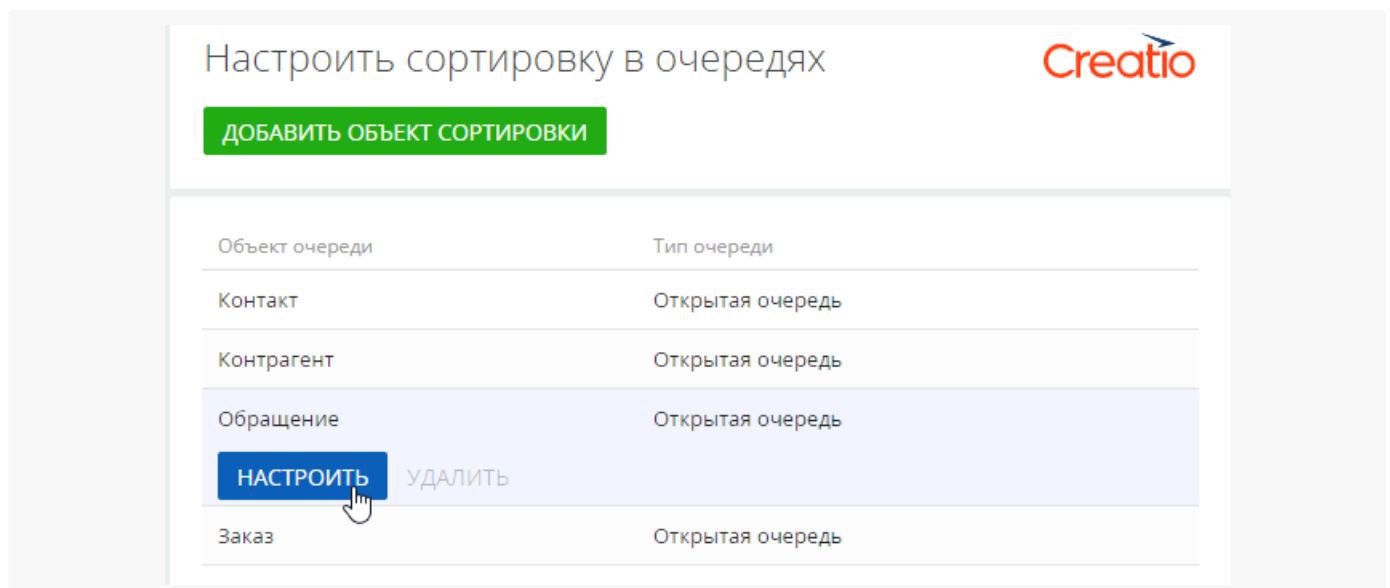 Настроить сортировку в очередях
Creatio
ДОБАВИТЬ ОБЪЕКТ СОРТИРОВКИ
Объект очереди Тип очереди
Контакт Открытая очередь
Контрагент Открытая очередь
Обращение Открытая очередь
НАСТРОИТЬ УДАЛИТЬ
Заказ Открытая очередь